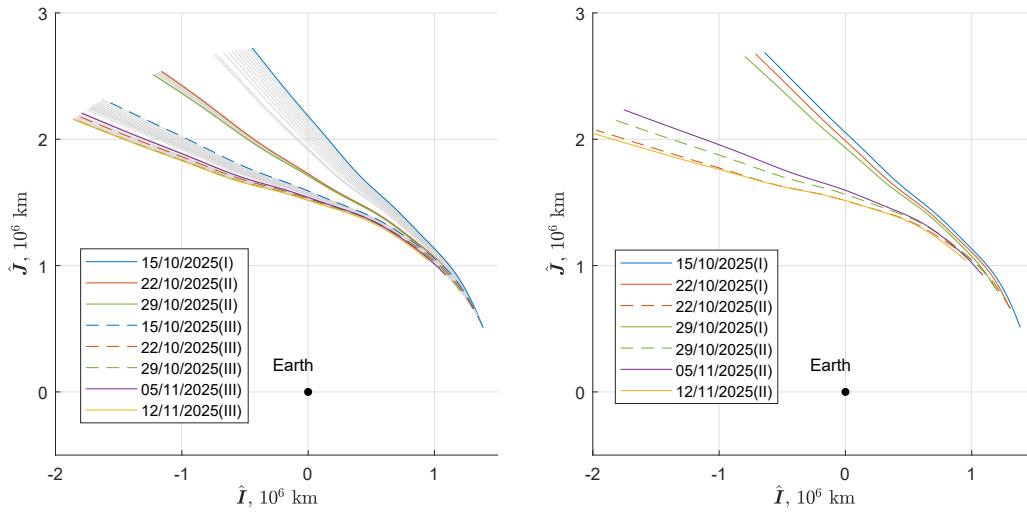 3
2
1
0
Ĵ, 10⁶ km
15/10/2025(I)
22/10/2025(II)
29/10/2025(II)
15/10/2025(III)
22/10/2025(III)
29/10/2025(III)
05/11/2025(III)
12/11/2025(III)
Earth
-2
-1
0
1
Î, 10⁶ km
3
2
1
0
Ĵ, 10⁶ km
15/10/2025(I)
22/10/2025(I)
22/10/2025(II)
29/10/2025(I)
29/10/2025(II)
05/11/2025(II)
12/11/2025(II)
Earth
-2
-1
0
1
Î, 10⁶ km